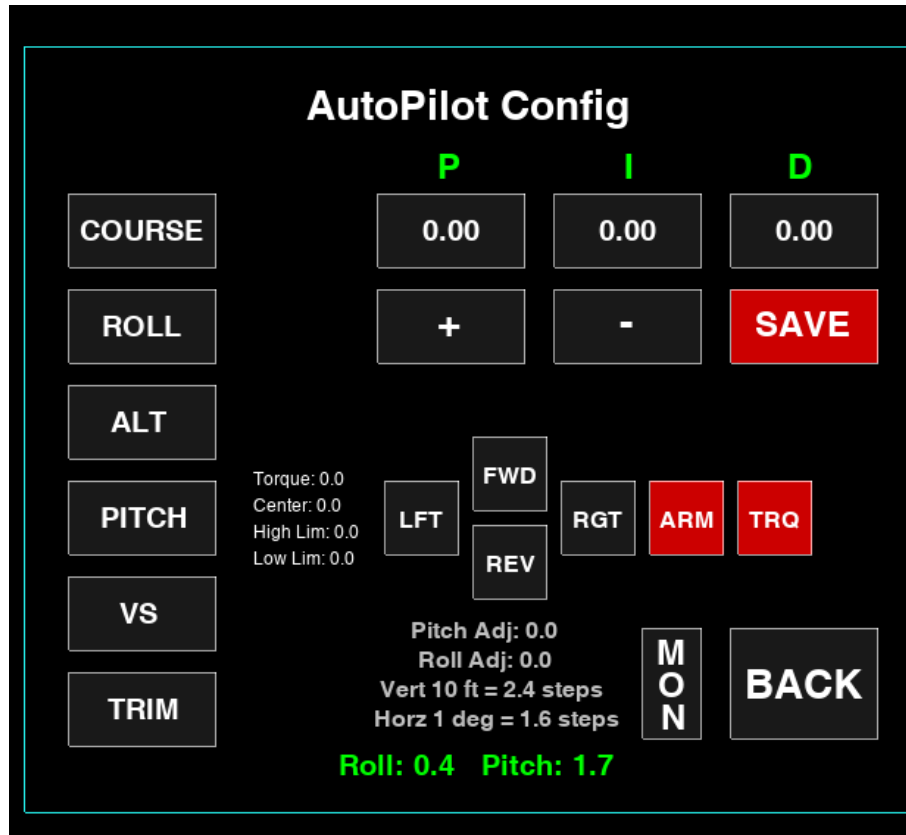 AutoPilot Config
P I D
COURSE 0.00 0.00 0.00
ROLL + - SAVE
ALT
PITCH
VS
TRIM
Torque: 0.0
Center: 0.0
High Lim: 0.0
Low Lim: 0.0
FWD
LFT RGT ARM TRQ
REV
Pitch Adj: 0.0
Roll Adj: 0.0
Vert 10 ft = 2.4 steps
Horz 1 deg = 1.6 steps
M
O
N
BACK
Roll: 0.4 Pitch: 1.7